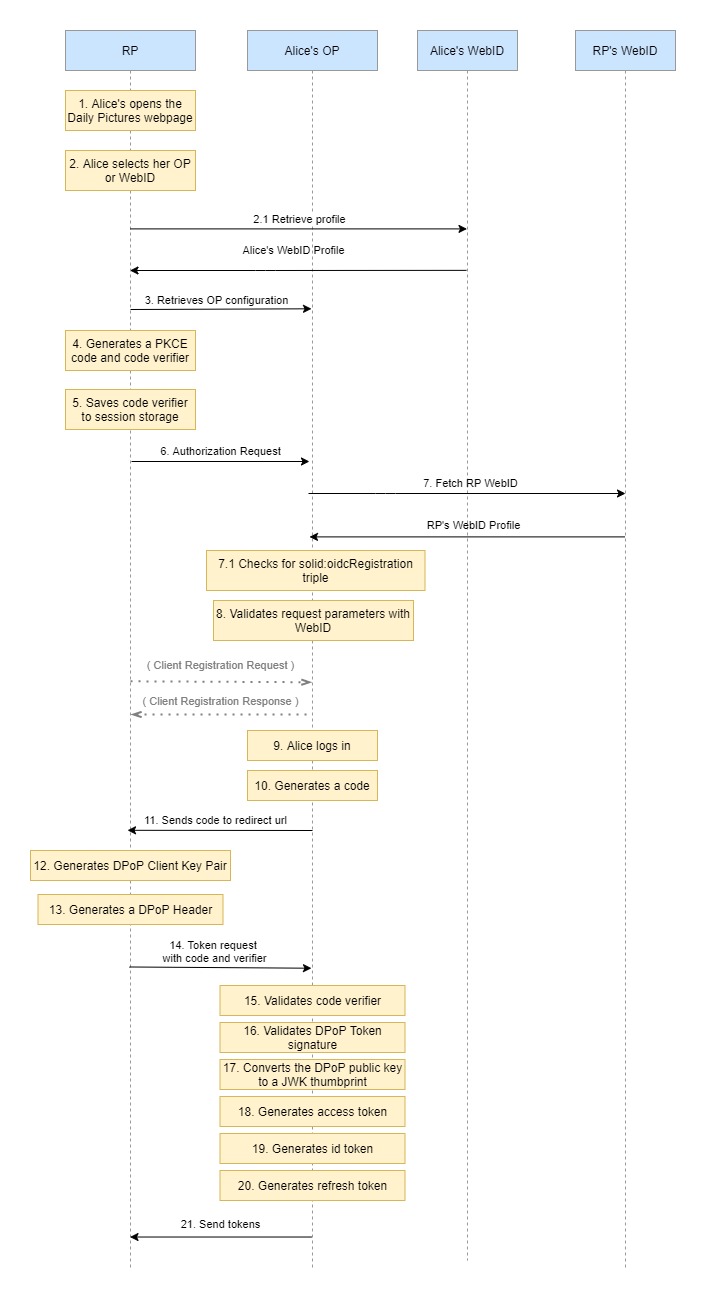 RP
Alice's OP
Alice's WebID
RP's WebID
1. Alice's opens the
Daily Pictures webpage
2. Alice selects her OP
or WebID
2.1 Retrieve profile
Alice's WebID Profile
3. Retrieves OP configuration
4. Generates a PKCE
code and code verifier
5. Saves code verifier
to session storage
6. Authorization Request
7. Fetch RP WebID
RP's WebID Profile
7.1 Checks for solid:oidcRegistration
triple
8. Validates request parameters with
WebID
( Client Registration Request )
( Client Registration Response )
9. Alice logs in
10. Generates a code
11. Sends code to redirect url
12. Generates DPoP Client Key Pair
13. Generates a DPoP Header
14. Token request
with code and verifier
15. Validates code verifier
16. Validates DPoP Token
signature
17. Converts the DPoP public key
to a JWK thumbprint
18. Generates access token
19. Generates id token
20. Generates refresh token
21. Send tokens